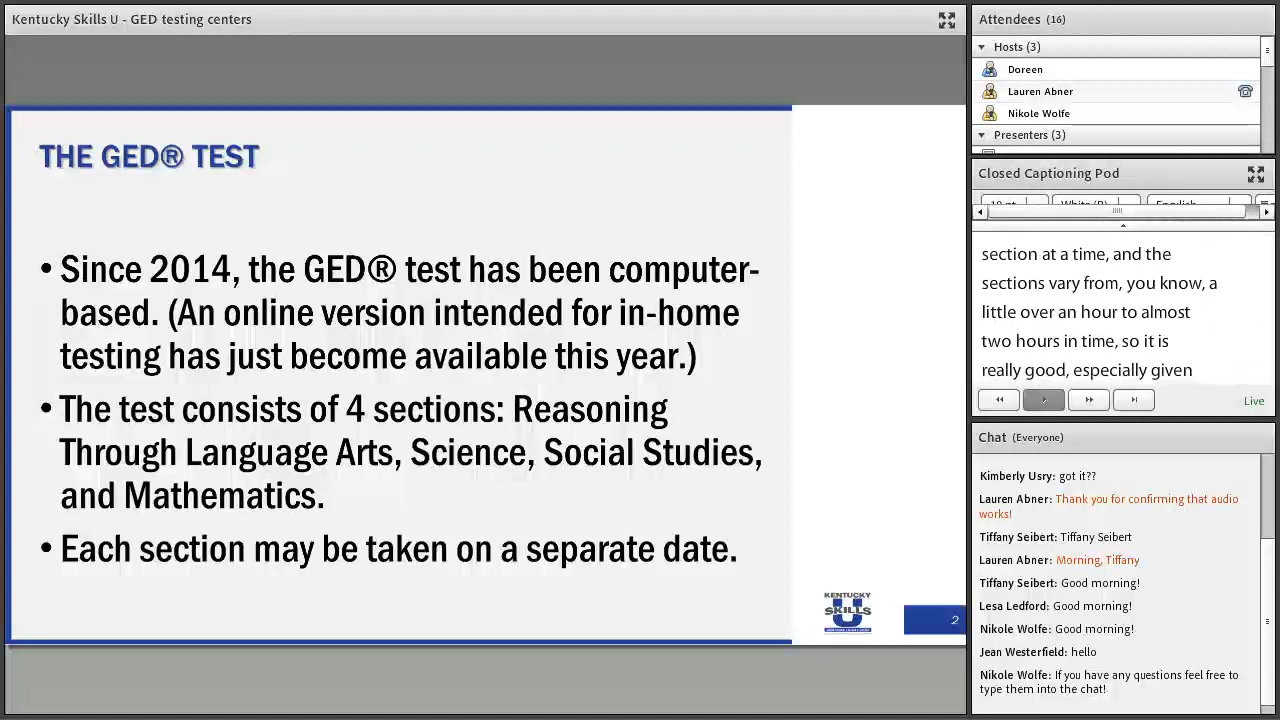 Kentucky Skills U - GED testing centers
THE GED® TEST
• Since 2014, the GED® test has been computer-
based. (An online version intended for in-home
testing has just become available this year.)
• The test consists of 4 sections: Reasoning
Through Language Arts, Science, Social Studies,
and Mathematics.
• Each section may be taken on a separate date.
KENTUCKY
SKILLS
U
2
Attendees (16)
Hosts (3)
Doreen
Lauren Abner
Nikole Wolfe
Presenters (3)
Closed Captioning Pod
English
section at a time, and the
sections vary from, you know, a
little over an hour to almost
two hours in time, so it is
really good, especially given
Live
Chat (Everyone)
Kimberly Usry: got it??
Lauren Abner: Thank you for confirming that audio
works!
Tiffany Seibert: Tiffany Seibert
Lauren Abner: Morning, Tiffany
Tiffany Seibert: Good morning!
Lesa Ledford: Good morning!
Nikole Wolfe: Good morning!
Jean Westerfield: hello
Nikole Wolfe: If you have any questions feel free to
type them into the chat!